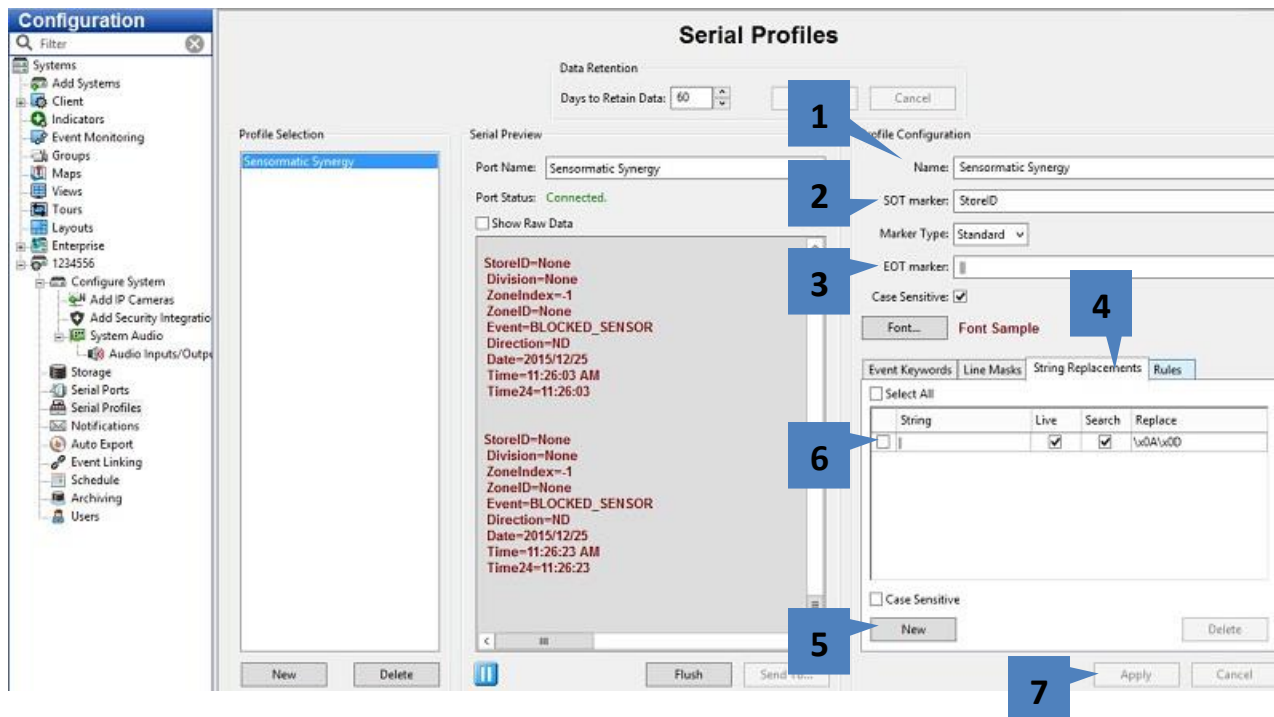 Configuration
Filter
Systems
Add Systems
Client
Indicators
Event Monitoring
Groups
Maps
Views
Tours
Layouts
Enterprise
1234556
Configure System
Add IP Cameras
Add Security Integratio
System Audio
Audio Inputs/Outpu
Storage
Serial Ports
Serial Profiles
Notifications
Auto Export
Event Linking
Schedule
Archiving
Users
Serial Profiles
Data Retention
Days to Retain Data: 60
Cancel
Profile Selection
Sensormatic Synergy
New Delete
Serial Preview
Port Name: Sensormatic Synergy
Port Status: Connected.
Show Raw Data
StoreID=None
Division=None
ZoneIndex=-1
ZoneID=None
Event=BLOCKED_SENSOR
Direction=ND
Date=2015/12/25
Time=11:26:03 AM
Time24=11:26:03
StoreID=None
Division=None
ZoneIndex=-1
ZoneID=None
Event=BLOCKED_SENSOR
Direction=ND
Date=2015/12/25
Time=11:26:23 AM
Time24=11:26:23
Flush Send
1
2
3
4
5
6
7
rofile Configuration
Name: Sensormatic Synergy
SOT marker: StoreID
Marker Type: Standard
EOT marker: ||
Case Sensitive:
Font... Font Sample
Event Keywords Line Masks String Replacements Rules
Select All
String Live Search Replace
| \x0A\x0D
Case Sensitive
New Delete
Apply Cancel